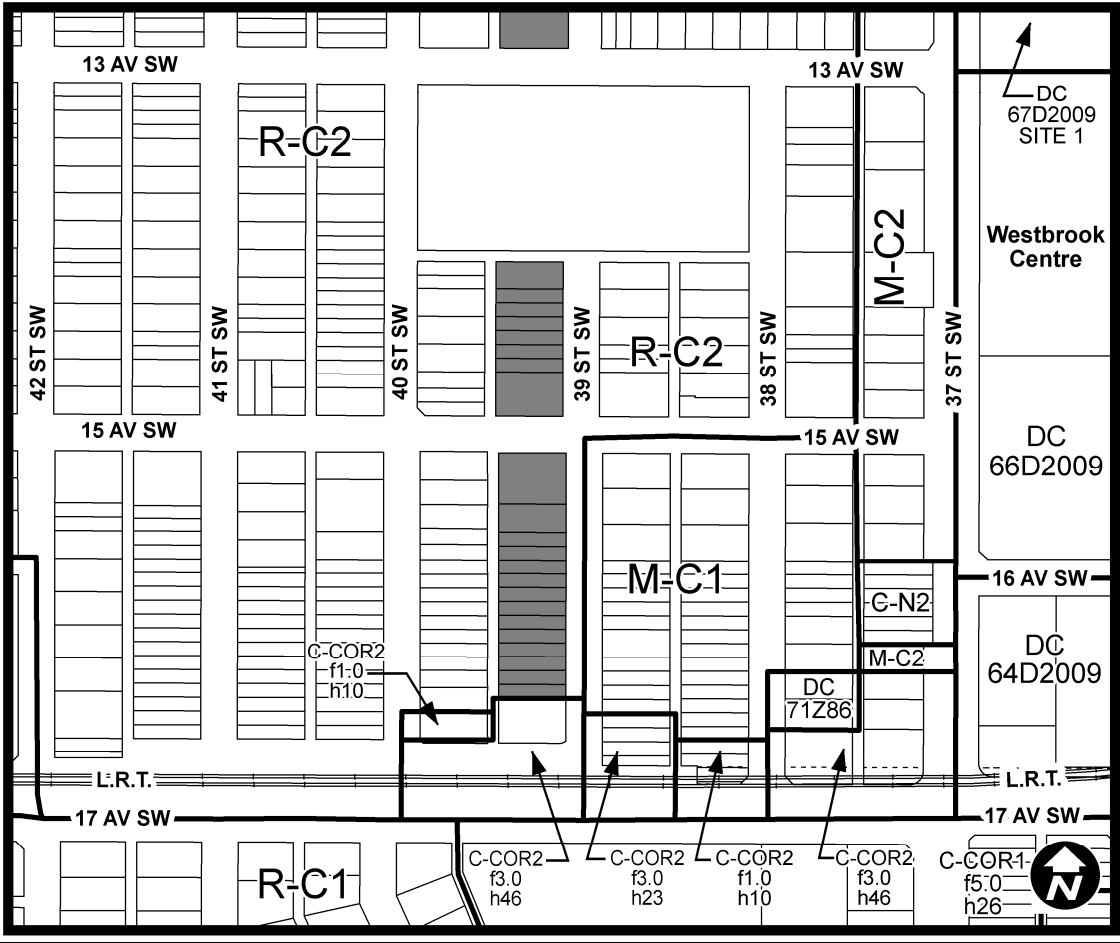 13 AV SW
13 AV SW
DC
67D2009
SITE 1
R-C2
M-C2
Westbrook
Centre
42 ST SW
41 ST SW
40 ST SW
39 ST SW
R-C2
38 ST SW
37 ST SW
15 AV SW
15 AV SW
DC
66D2009
M-C1
16 AV SW
C-N2
C-COR2
f1.0
h10
M-C2
DC
64D2009
DC
71Z86
L.R.T.
L.R.T.
17 AV SW
17 AV SW
R-C1
C-COR2
f3.0
h46
C-COR2
f3.0
h23
C-COR2
f1.0
h10
C-COR2
f3.0
h46
C-COR1
f5.0
h26
N